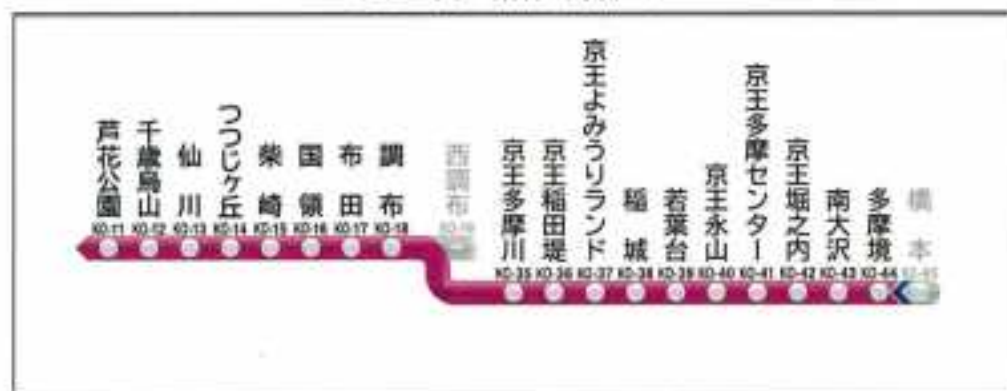 芦花公園
千歳烏山
仙川
つつじヶ丘
柴崎
国領
布田
調布
西調布
京王多摩川
京王稲田堤
京王よみうりランド
稲城
若葉台
京王永山
京王多摩センター
京王堀之内
南大沢
多摩境
橋本
KO-11
KO-12
KO-13
KO-14
KO-15
KO-16
KO-17
KO-18
KO-35
KO-36
KO-37
KO-38
KO-39
KO-40
KO-41
KO-42
KO-43
KO-44
KO-45